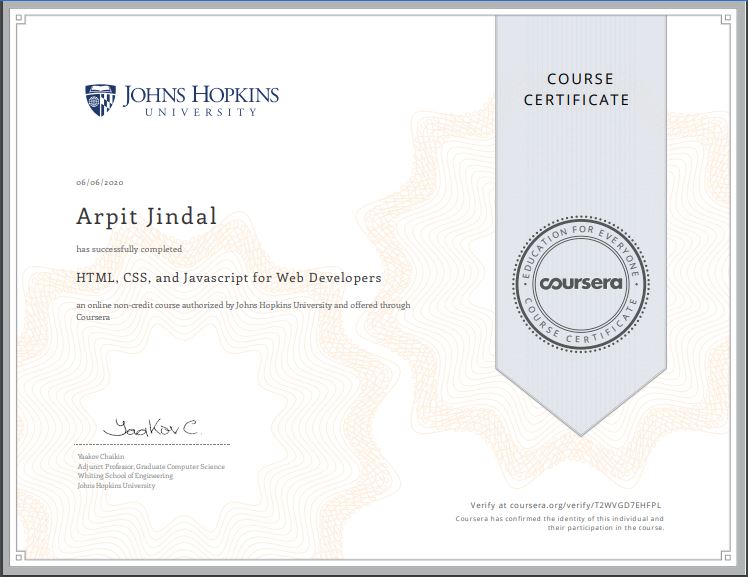 JOHNS HOPKINS
UNIVERSITY
COURSE
CERTIFICATE
06/06/2020
Arpit Jindal
has successfully completed
HTML, CSS, and Javascript for Web Developers
an online non-credit course authorized by Johns Hopkins University and offered through
Coursera
EDUCATION FOR EVERYONE
coursera
COURSE CERTIFICATE
Yaakov C.
Yaakov Chaikin
Adjunct Professor, Graduate Computer Science
Whiting School of Engineering
Johns Hopkins University
Verify at coursera.org/verify/T2WVGD7EHFPL
Coursera has confirmed the identity of this individual and
their participation in the course.